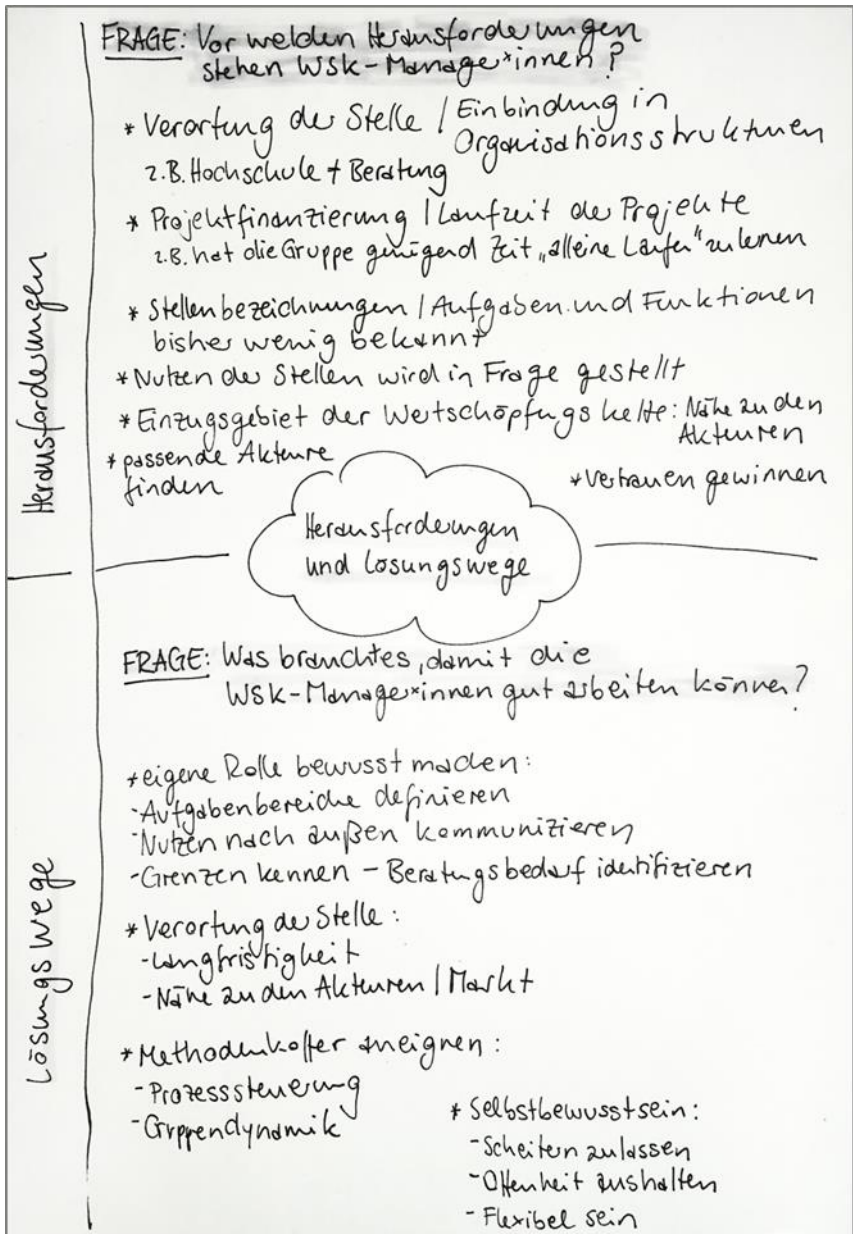 Herausforderungen
FRAGE: Vor welchen Herausforderungen
stehen WSK-Manager*innen?
* Verortung der Stelle / Einbindung in
Organisationsstrukturen
z.B. Hochschule + Beratung
* Projektfinanzierung / Laufzeit der Projekte
z.B. hat die Gruppe genügend Zeit „alleine Laufen“ zu lernen
* Stellenbezeichnungen / Aufgaben und Funktionen
bisher wenig bekannt
* Nutzen der Stellen wird in Frage gestellt
* Einzugsgebiet der Wertschöpfungskette: Nähe zu den
Akteuren
* passende Akteure
finden
* Vertrauen gewinnen
Herausforderungen
und Lösungswege
Lösungswege
FRAGE: Was braucht es, damit die
WSK-Manager*innen gut arbeiten können?
* eigene Rolle bewusst machen:
- Aufgabenbereiche definieren
- Nutzen nach außen kommunizieren
- Grenzen kennen – Beratungsbedarf identifizieren
* Verortung der Stelle:
- Langfristigkeit
- Nähe zu den Akteuren / Markt
* Methodenkoffer aneignen:
- Prozesssteuerung
- Gruppendynamik
* Selbstbewusstsein:
- Scheitern zulassen
- Offenheit aushalten
- Flexibel sein